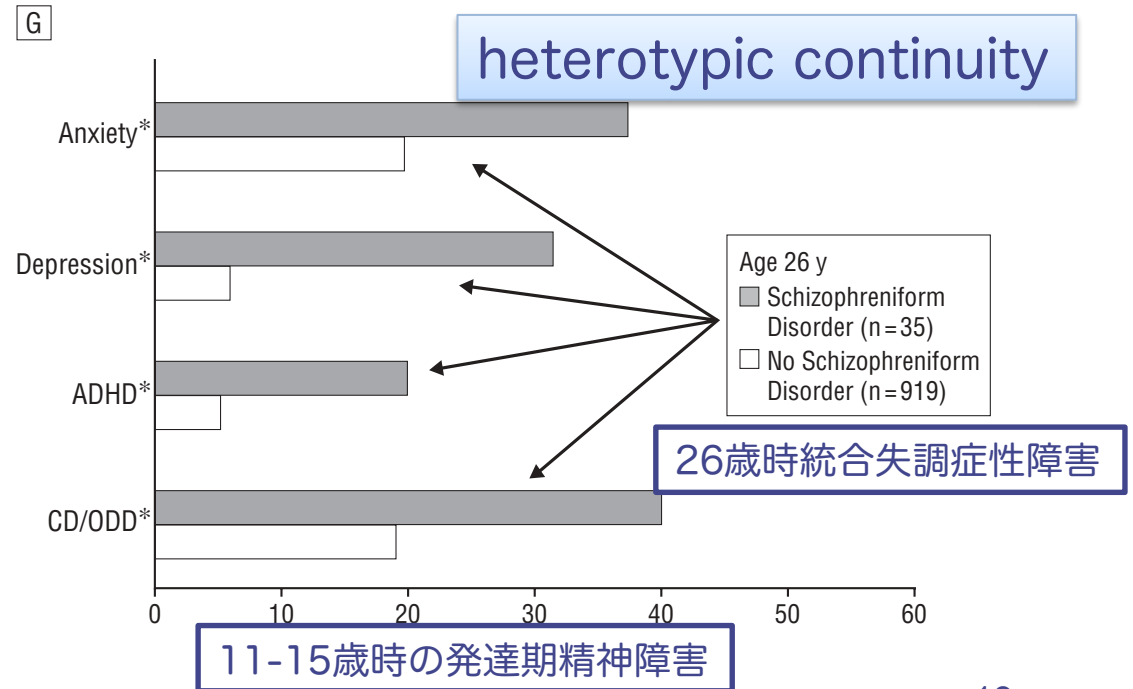 G
heterotypic continuity
Anxiety*
Depression*
ADHD*
CD/ODD*
Age 26 y
Schizophreniform
Disorder (n=35)
No Schizophreniform
Disorder (n=919)
26歳時統合失調症性障害
0 10 20 30 40 50 60
11-15歳時の発達期精神障害